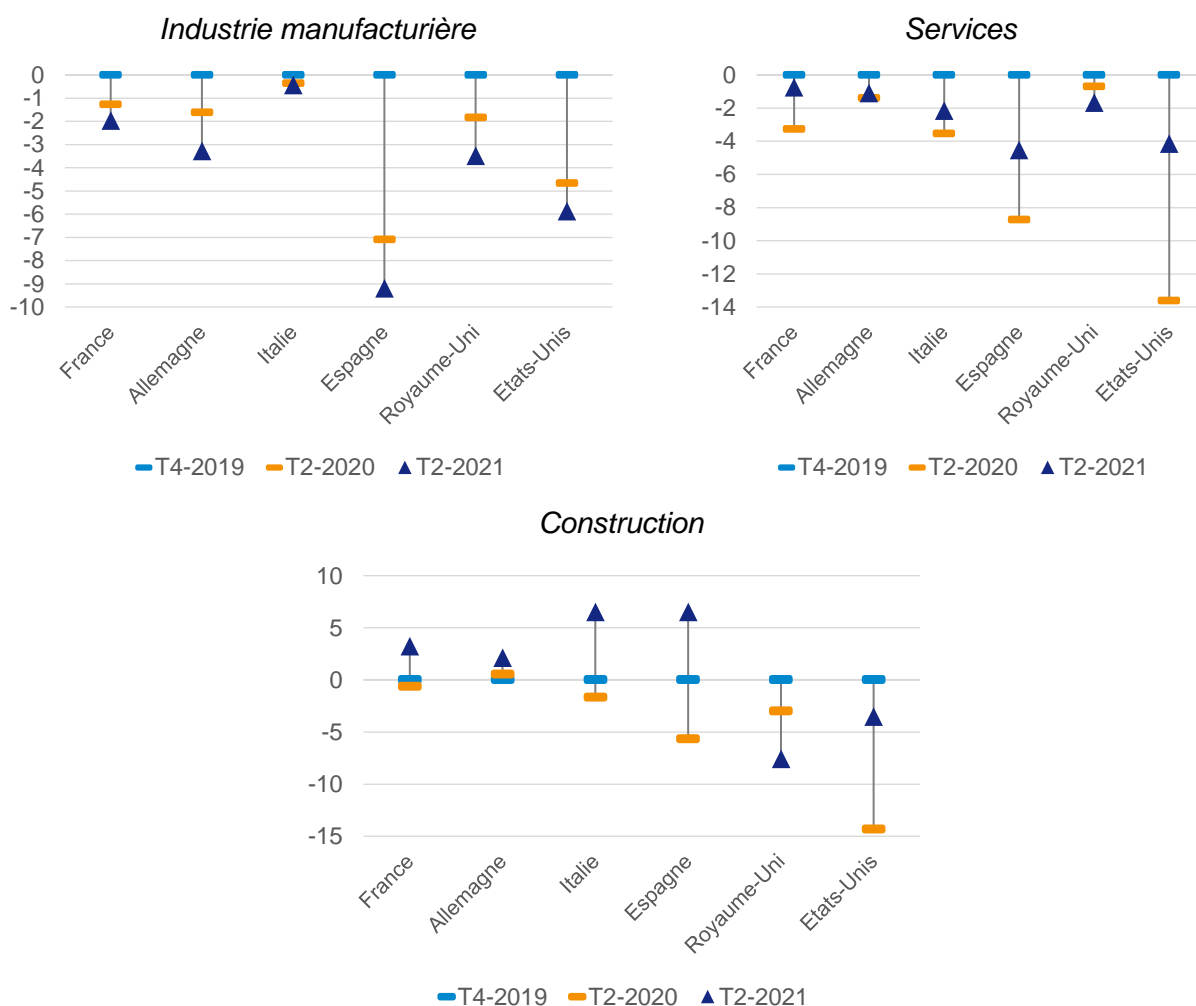 Industrie manufacturière
0
-1
-2
-3
-4
-5
-6
-7
-8
-9
-10
France
Allemagne
Italie
Espagne
Royaume-Uni
Etats-Unis
T4-2019 T2-2020 T2-2021
Services
0
-2
-4
-6
-8
-10
-12
-14
France
Allemagne
Italie
Espagne
Royaume-Uni
Etats-Unis
T4-2019 T2-2020 T2-2021
Construction
10
5
0
-5
-10
-15
France
Allemagne
Italie
Espagne
Royaume-Uni
Etats-Unis
T4-2019 T2-2020 T2-2021